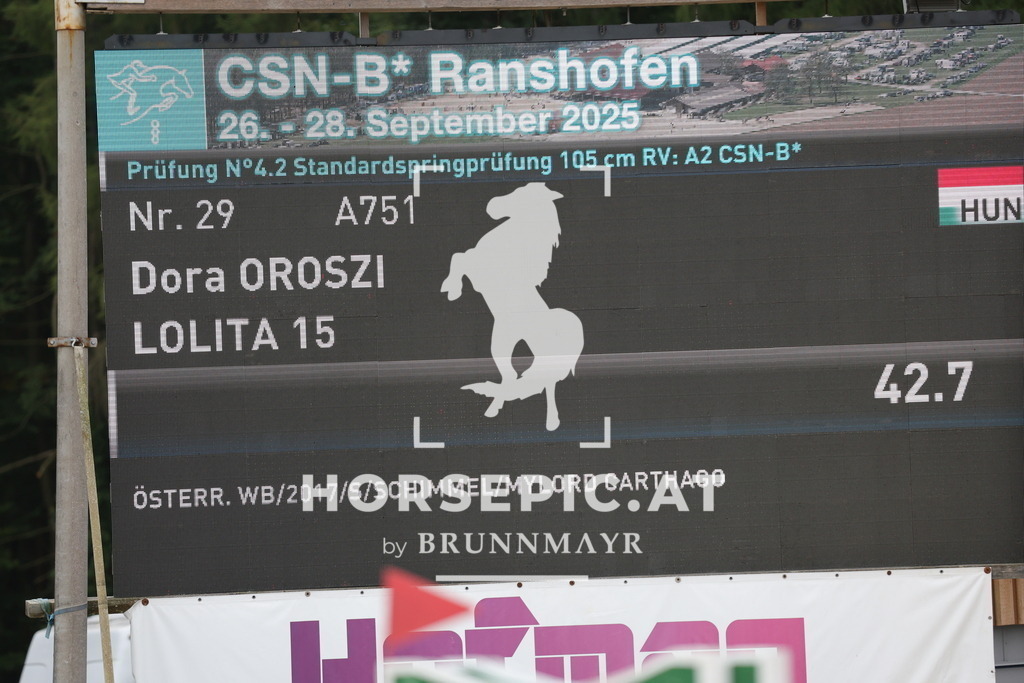 CSN-B* Ranshofen
26. - 28. September 2025
Prüfung N°4.2 Standardspringprüfung 105 cm RV: A2 CSN-B*
Nr. 29 A751 HUN
Dora OROSZI
LOLITA 15
42.7
ÖSTERR. WB/2017/S/SCHIMMEL/MYLORD CARTHAGO
HORSEPIC.AT
by BRUNNMAYR